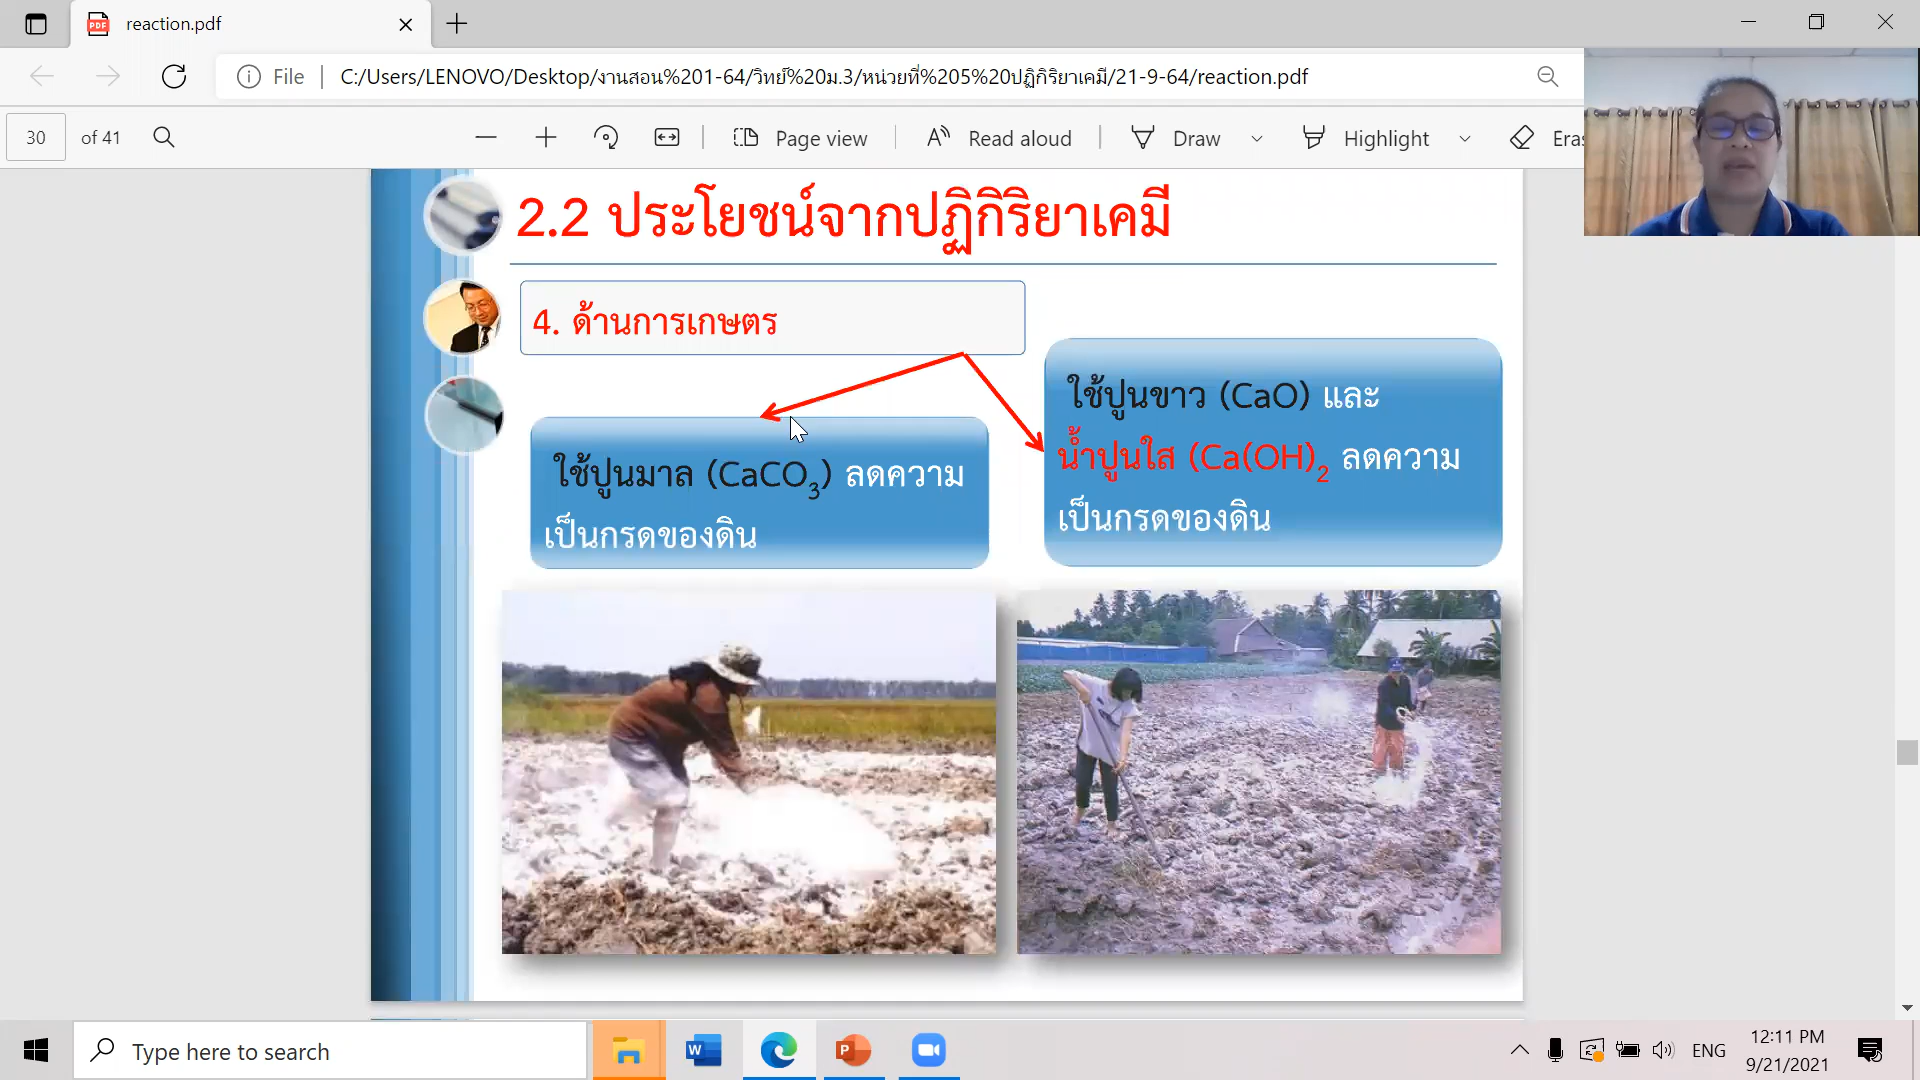 reaction.pdf
File
C:/Users/LENOVO/Desktop/งานสอน%201-64/วิทย์%20ม.3/หน่วยที่%205%20ปฏิกิริยาเคมี/21-9-64/reaction.pdf
30 of 41
Page view
Read aloud
Draw
Highlight
Eras
2.2 ประโยชน์จากปฏิกิริยาเคมี
4. ด้านการเกษตร
ใช้ปูนมาล (CaCO3) ลดความ
เป็นกรดของดิน
ใช้ปูนขาว (CaO) และ
น้ำปูนใส (Ca(OH)2 ลดความ
เป็นกรดของดิน
Type here to search
ENG
12:11 PM
9/21/2021